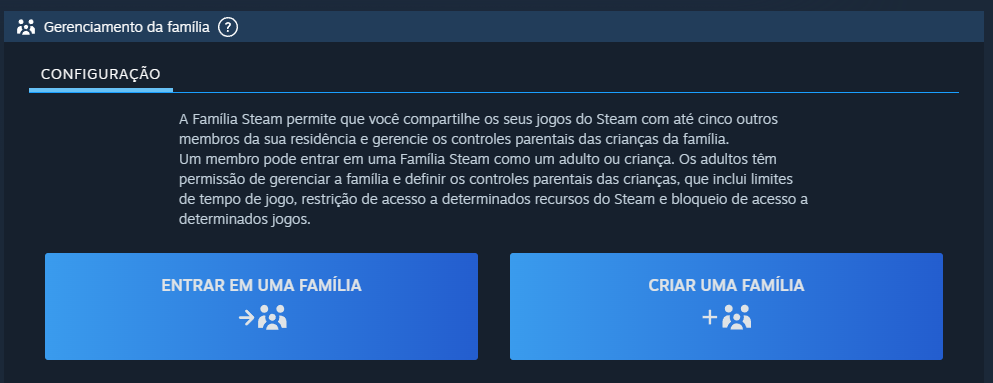 Gerenciamento da família ?
CONFIGURAÇÃO
A Família Steam permite que você compartilhe os seus jogos do Steam com até cinco outros
membros da sua residência e gerencie os controles parentais das crianças da família.
Um membro pode entrar em uma Família Steam como um adulto ou criança. Os adultos têm
permissão de gerenciar a família e definir os controles parentais das crianças, que inclui limites
de tempo de jogo, restrição de acesso a determinados recursos do Steam e bloqueio de acesso a
determinados jogos.
ENTRAR EM UMA FAMÍLIA
CRIAR UMA FAMÍLIA